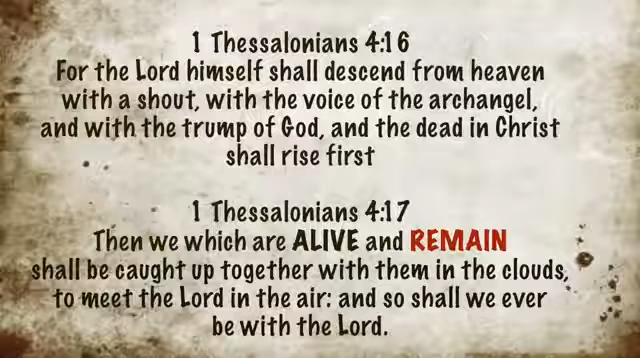 1 Thessalonians 4:16
For the Lord himself shall descend from heaven
with a shout, with the voice of the archangel,
and with the trump of God, and the dead in Christ
shall rise first
1 Thessalonians 4:17
Then we which are ALIVE and REMAIN
shall be caught up together with them in the clouds,
to meet the Lord in the air: and so shall we ever
be with the Lord.